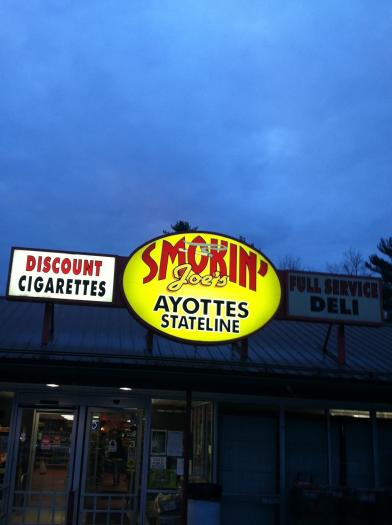 DISCOUNT
CIGARETTES
SMOKIN'
Joe's
AYOTTES
STATELINE
FULL SERVICE
DELI